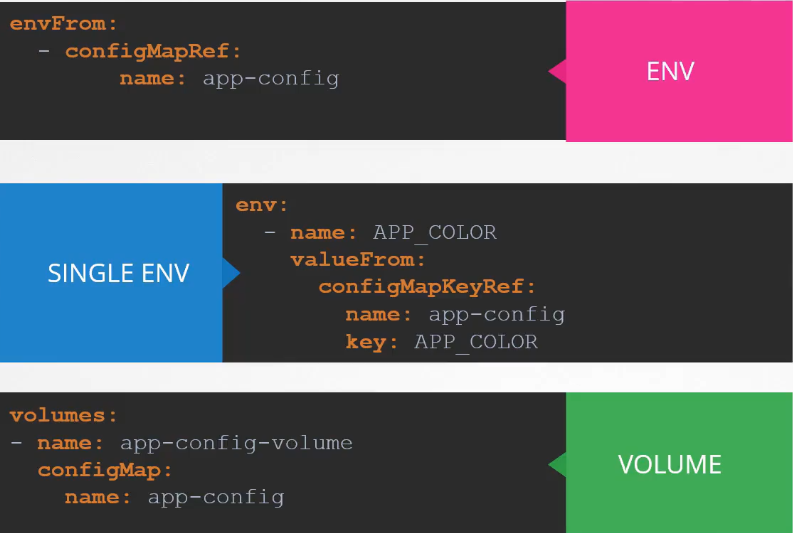 envFrom:
  - configMapRef:
        name: app-config
ENV
SINGLE ENV
env:
  - name: APP_COLOR
    valueFrom:
      configMapKeyRef:
        name: app-config
        key: APP_COLOR
volumes:
- name: app-config-volume
  configMap:
    name: app-config
VOLUME